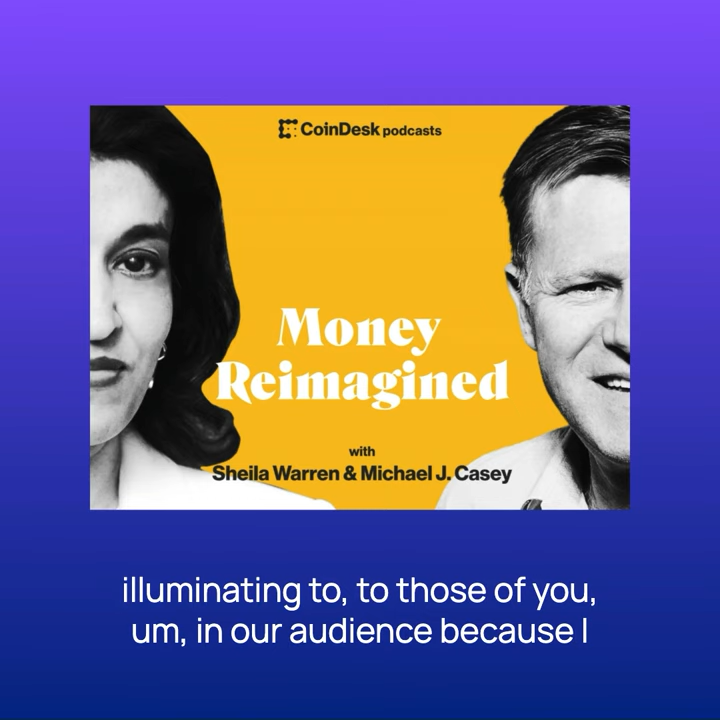 CoinDesk podcasts
Money
Reimagined
with
Sheila Warren & Michael J. Casey
illuminating to, to those of you,
um, in our audience because I